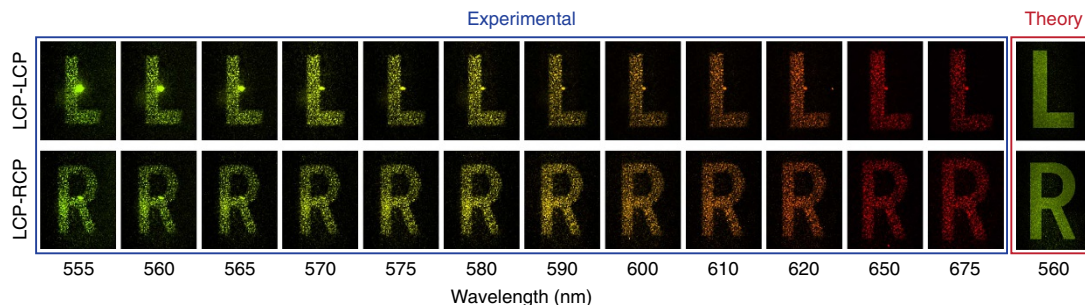 Experimental Theory
LCP-LCP L L L L L L L L L L L L L
LCP-RCP R R R R R R R R R R R R R
555 560 565 570 575 580 590 600 610 620 650 675 560
Wavelength (nm)